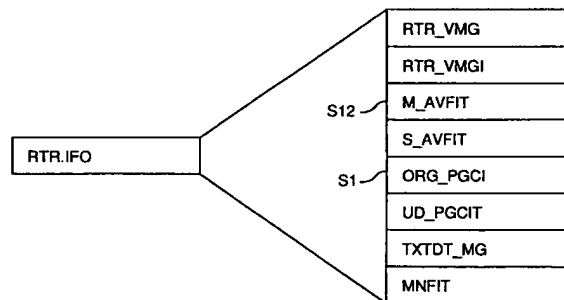 RTR.IFO
RTR_VMG
RTR_VMGI
S12
M_AVFIT
S_AVFIT
S1
ORG_PGCI
UD_PGCIT
TXTDT_MG
MNFIT